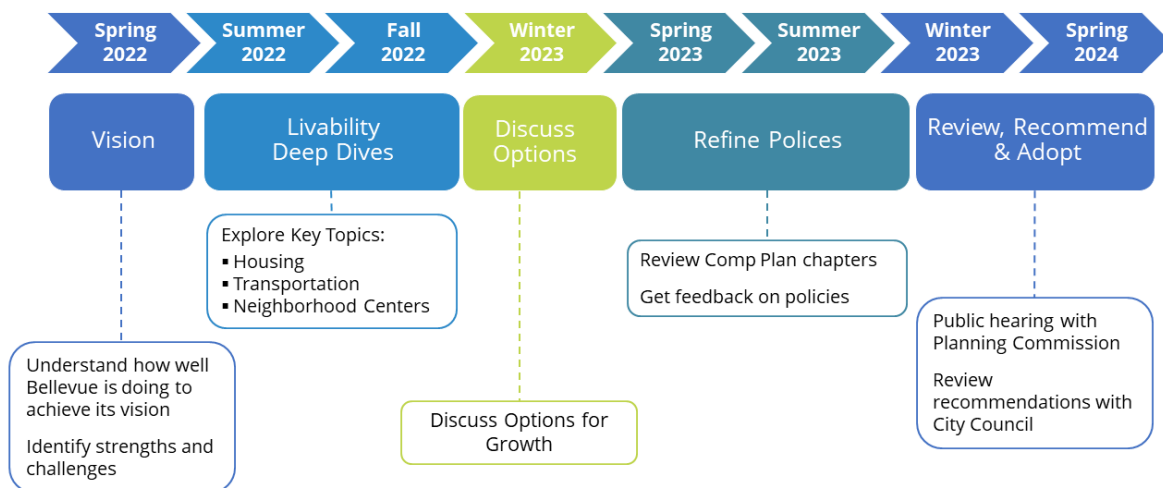 Spring
2022
Summer
2022
Fall
2022
Winter
2023
Spring
2023
Summer
2023
Winter
2023
Spring
2024
Vision
Livability
Deep Dives
Discuss
Options
Refine Polices
Review, Recommend
& Adopt
Explore Key Topics:
▪ Housing
▪ Transportation
▪ Neighborhood Centers
Review Comp Plan chapters
Get feedback on policies
Understand how well
Bellevue is doing to
achieve its vision
Identify strengths and
challenges
Discuss Options for
Growth
Public hearing with
Planning Commission
Review
recommendations with
City Council